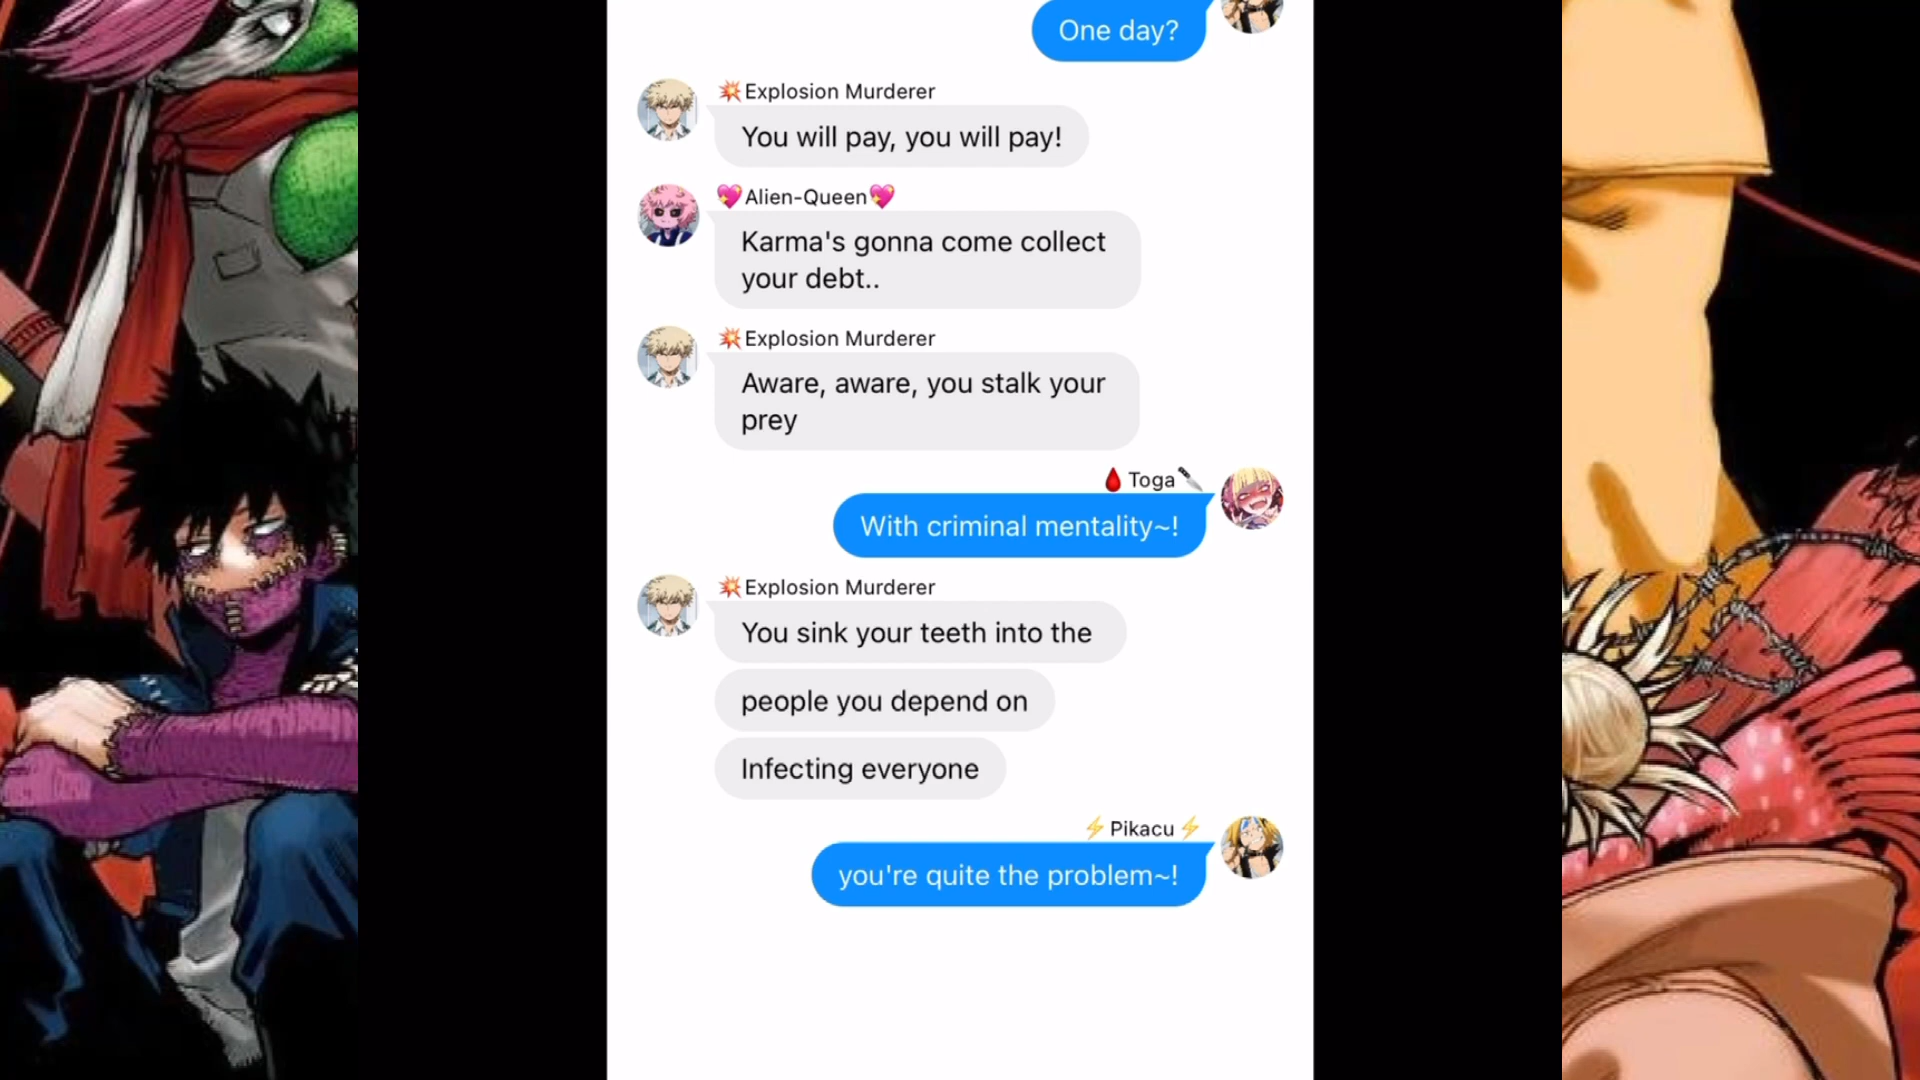 One day?
💥Explosion Murderer
You will pay, you will pay!
💖Alien-Queen💖
Karma's gonna come collect
your debt..
💥Explosion Murderer
Aware, aware, you stalk your
prey
🩸Toga🔪
With criminal mentality~!
💥Explosion Murderer
You sink your teeth into the
people you depend on
Infecting everyone
⚡Pikacu⚡
you're quite the problem~!